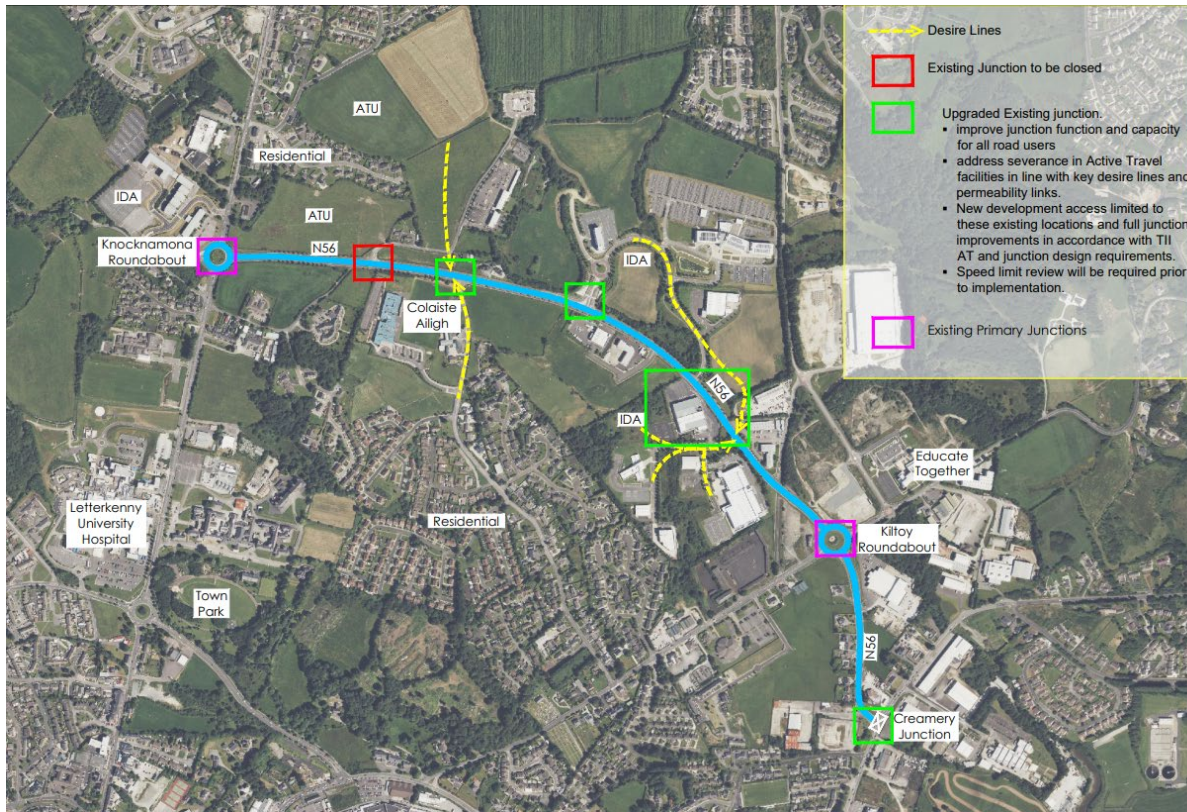 Desire Lines
Existing Junction to be closed
Upgraded Existing junction.
▪ improve junction function and capacity
for all road users
▪ address severance in Active Travel
facilities in line with key desire lines and
permeability links.
▪ New development access limited to
these existing locations and full junction
improvements in accordance with TII
AT and junction design requirements.
▪ Speed limit review will be required prior
to implementation.
Existing Primary Junctions
ATU
Residential
IDA
ATU
Knocknamona
Roundabout
N56
IDA
Colaiste
Ailigh
N56
IDA
Educate
Together
Letterkenny
University
Hospital
Residential
Kiltoy
Roundabout
Town
Park
N56
Creamery
Junction